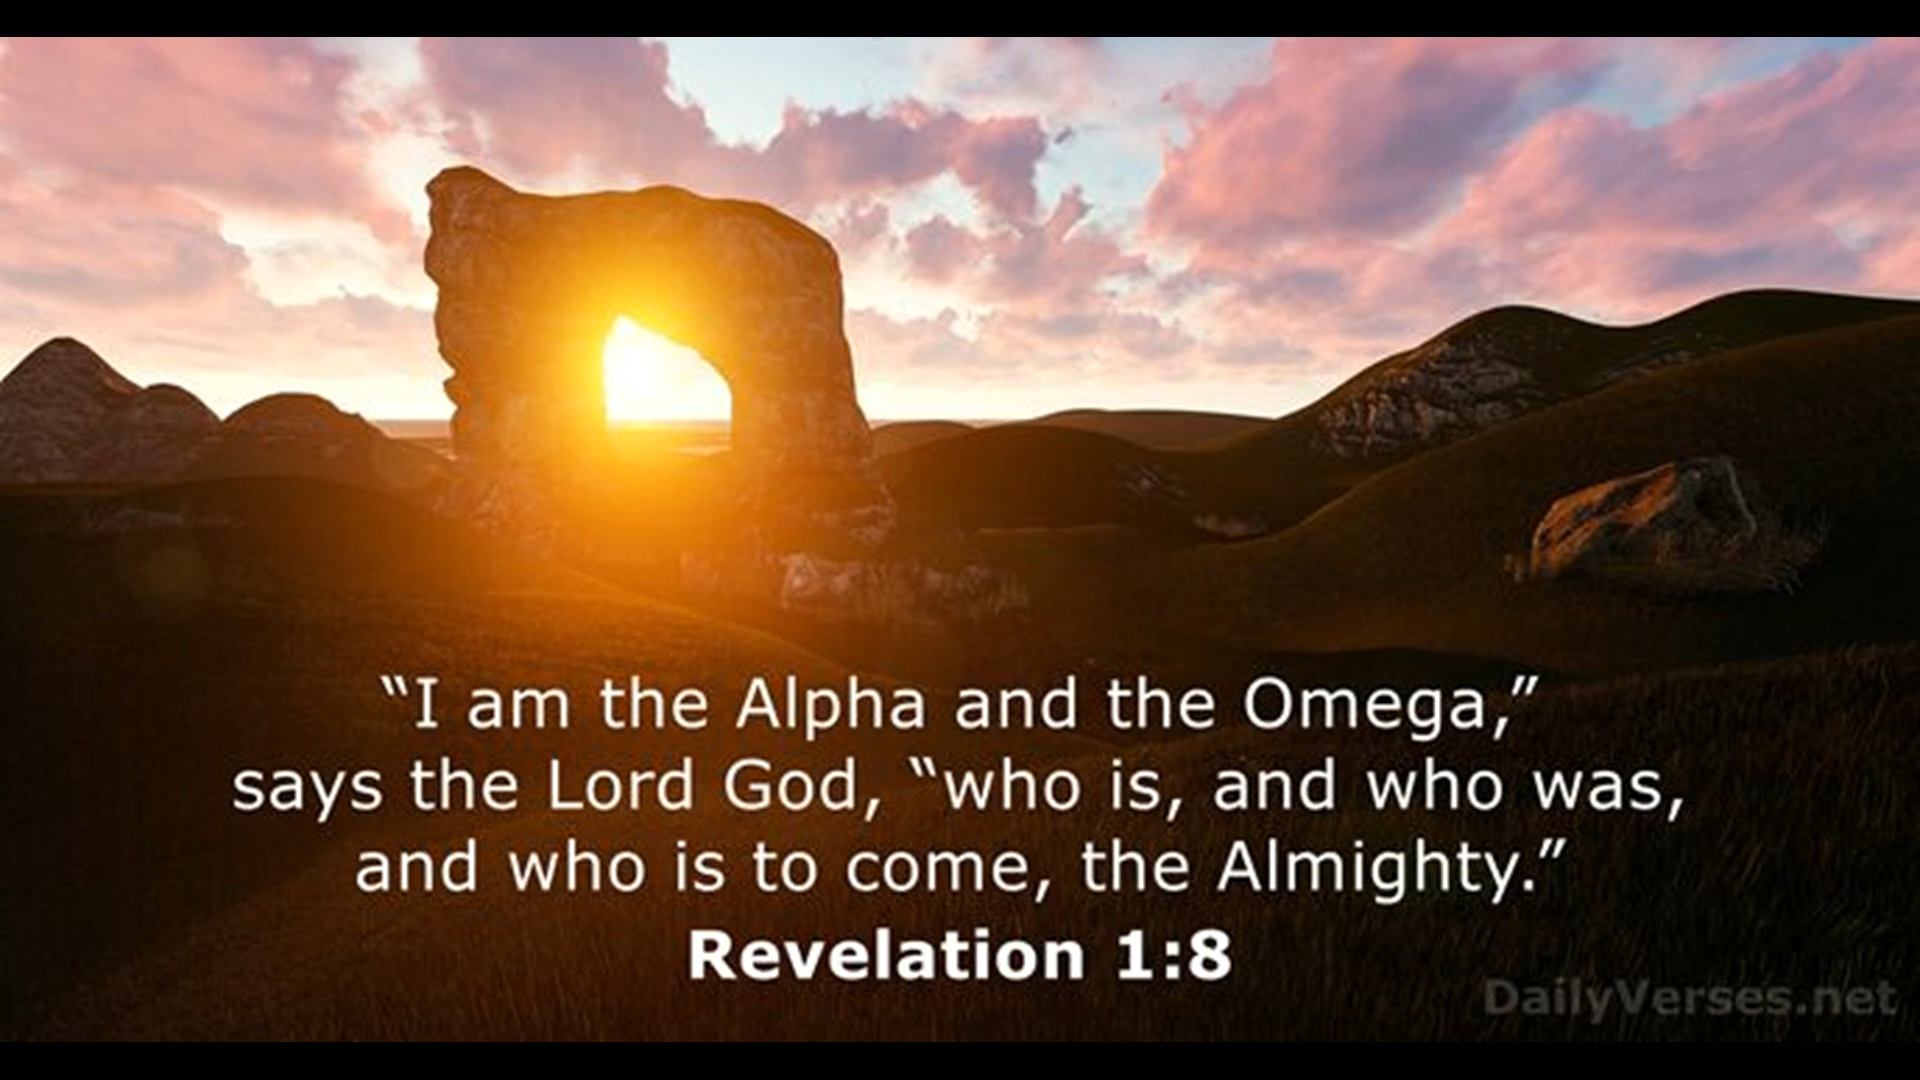 “I am the Alpha and the Omega,”
says the Lord God, “who is, and who was,
and who is to come, the Almighty.”
Revelation 1:8
DailyVerses.net